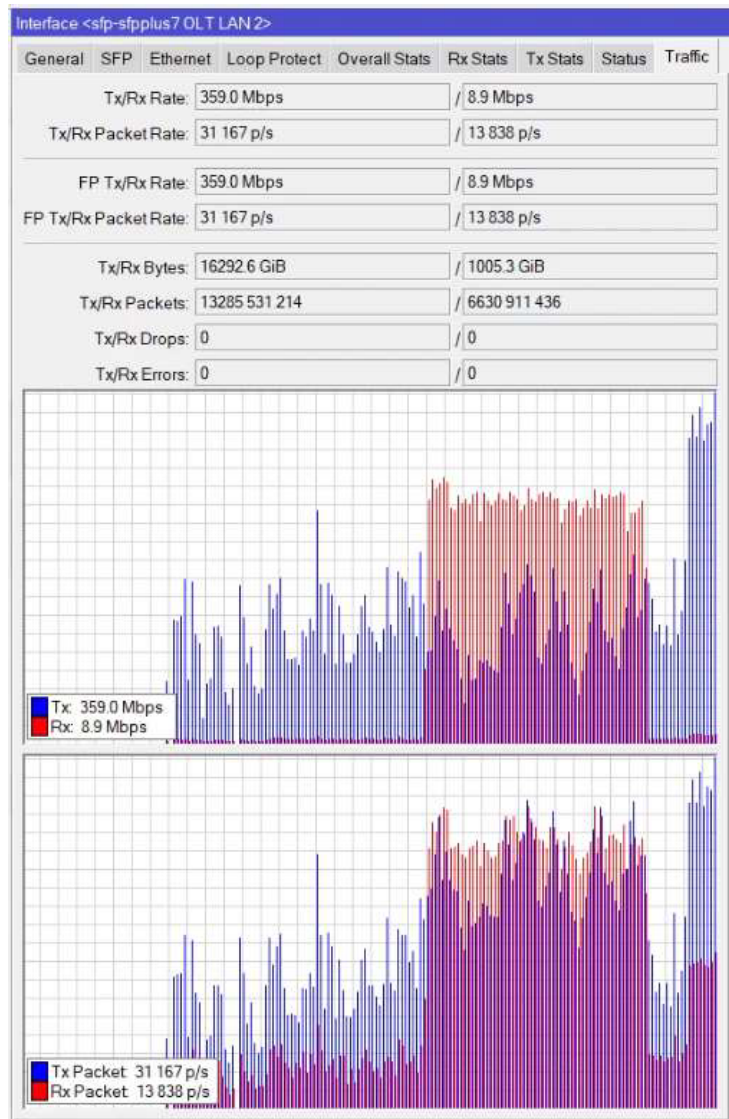 Interface <sfp-sfpplus7 OLT LAN 2>
General SFP Ethernet Loop Protect Overall Stats Rx Stats Tx Stats Status Traffic
Tx/Rx Rate: 359.0 Mbps / 8.9 Mbps
Tx/Rx Packet Rate: 31 167 p/s / 13 838 p/s
FP Tx/Rx Rate: 359.0 Mbps / 8.9 Mbps
FP Tx/Rx Packet Rate: 31 167 p/s / 13 838 p/s
Tx/Rx Bytes: 16292.6 GiB / 1005.3 GiB
Tx/Rx Packets: 13285 531 214 / 6630 911 436
Tx/Rx Drops: 0 / 0
Tx/Rx Errors: 0 / 0
Tx: 359.0 Mbps
Rx: 8.9 Mbps
Tx Packet: 31 167 p/s
Rx Packet: 13 838 p/s